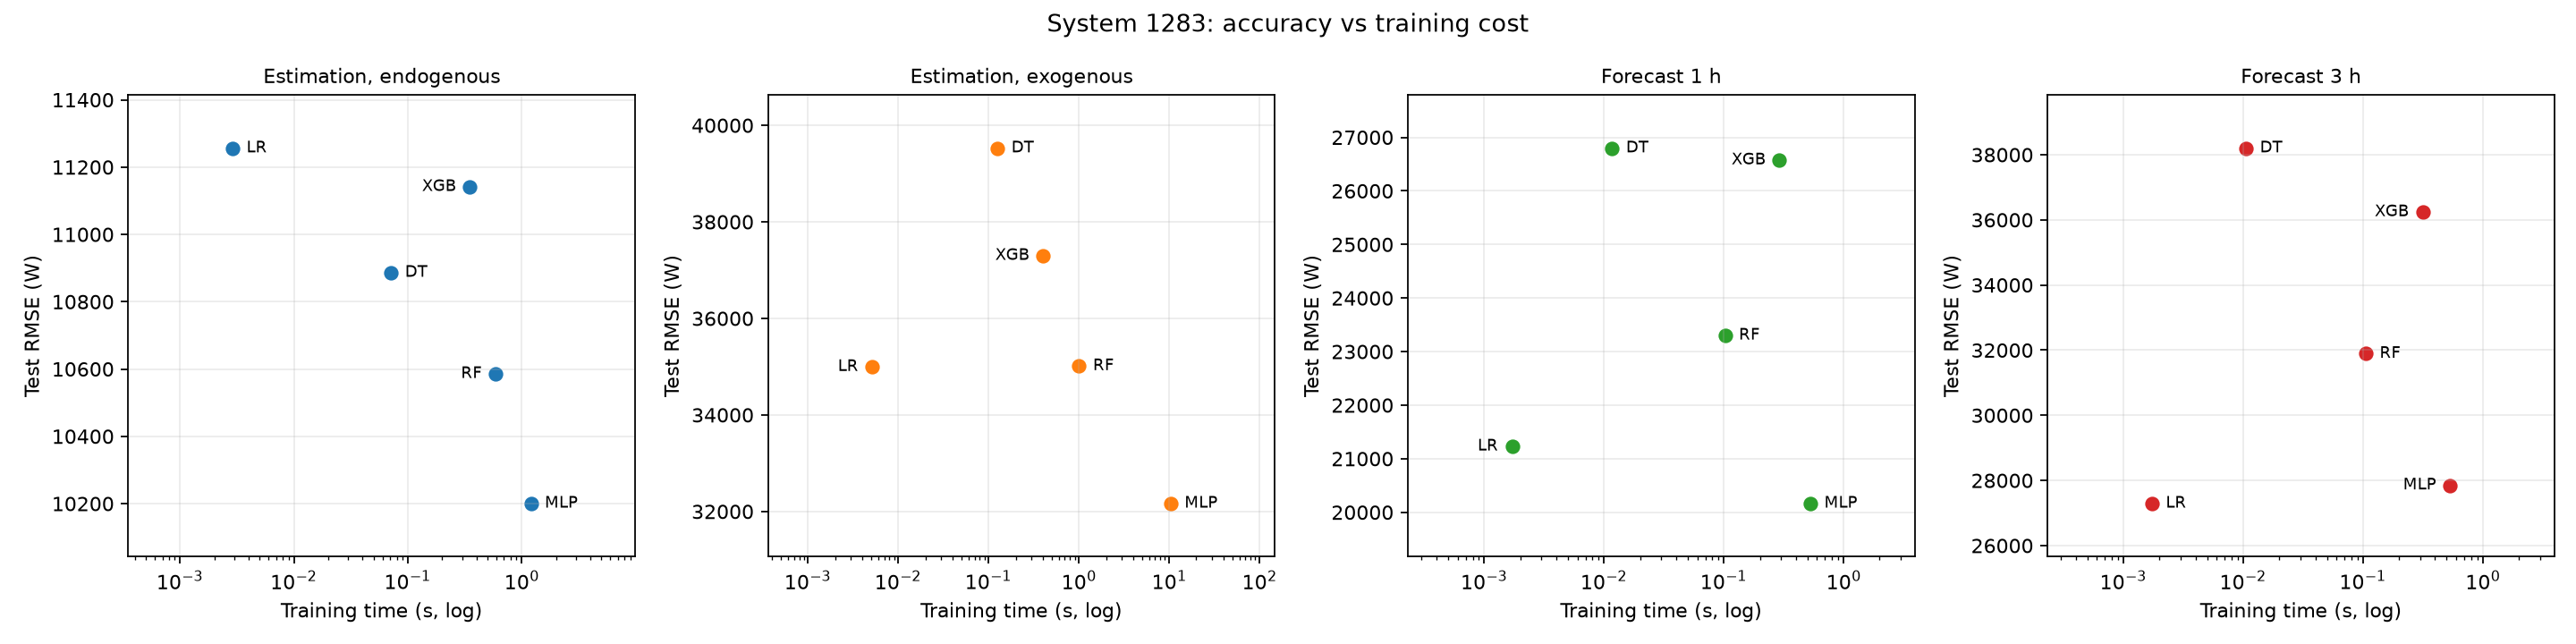 System 1283: accuracy vs training cost
Estimation, endogenous
11400
11200
11000
10800
10600
10400
10200
Test RMSE (W)
LR
XGB
DT
RF
MLP
10⁻³ 10⁻² 10⁻¹ 10⁰
Training time (s, log)
Estimation, exogenous
40000
38000
36000
34000
32000
Test RMSE (W)
DT
XGB
LR
RF
MLP
10⁻³ 10⁻² 10⁻¹ 10⁰ 10¹ 10²
Training time (s, log)
Forecast 1 h
27000
26000
25000
24000
23000
22000
21000
20000
Test RMSE (W)
DT
XGB
RF
LR
MLP
10⁻³ 10⁻² 10⁻¹ 10⁰
Training time (s, log)
Forecast 3 h
38000
36000
34000
32000
30000
28000
26000
Test RMSE (W)
DT
XGB
RF
MLP
LR
10⁻³ 10⁻² 10⁻¹ 10⁰
Training time (s, log)